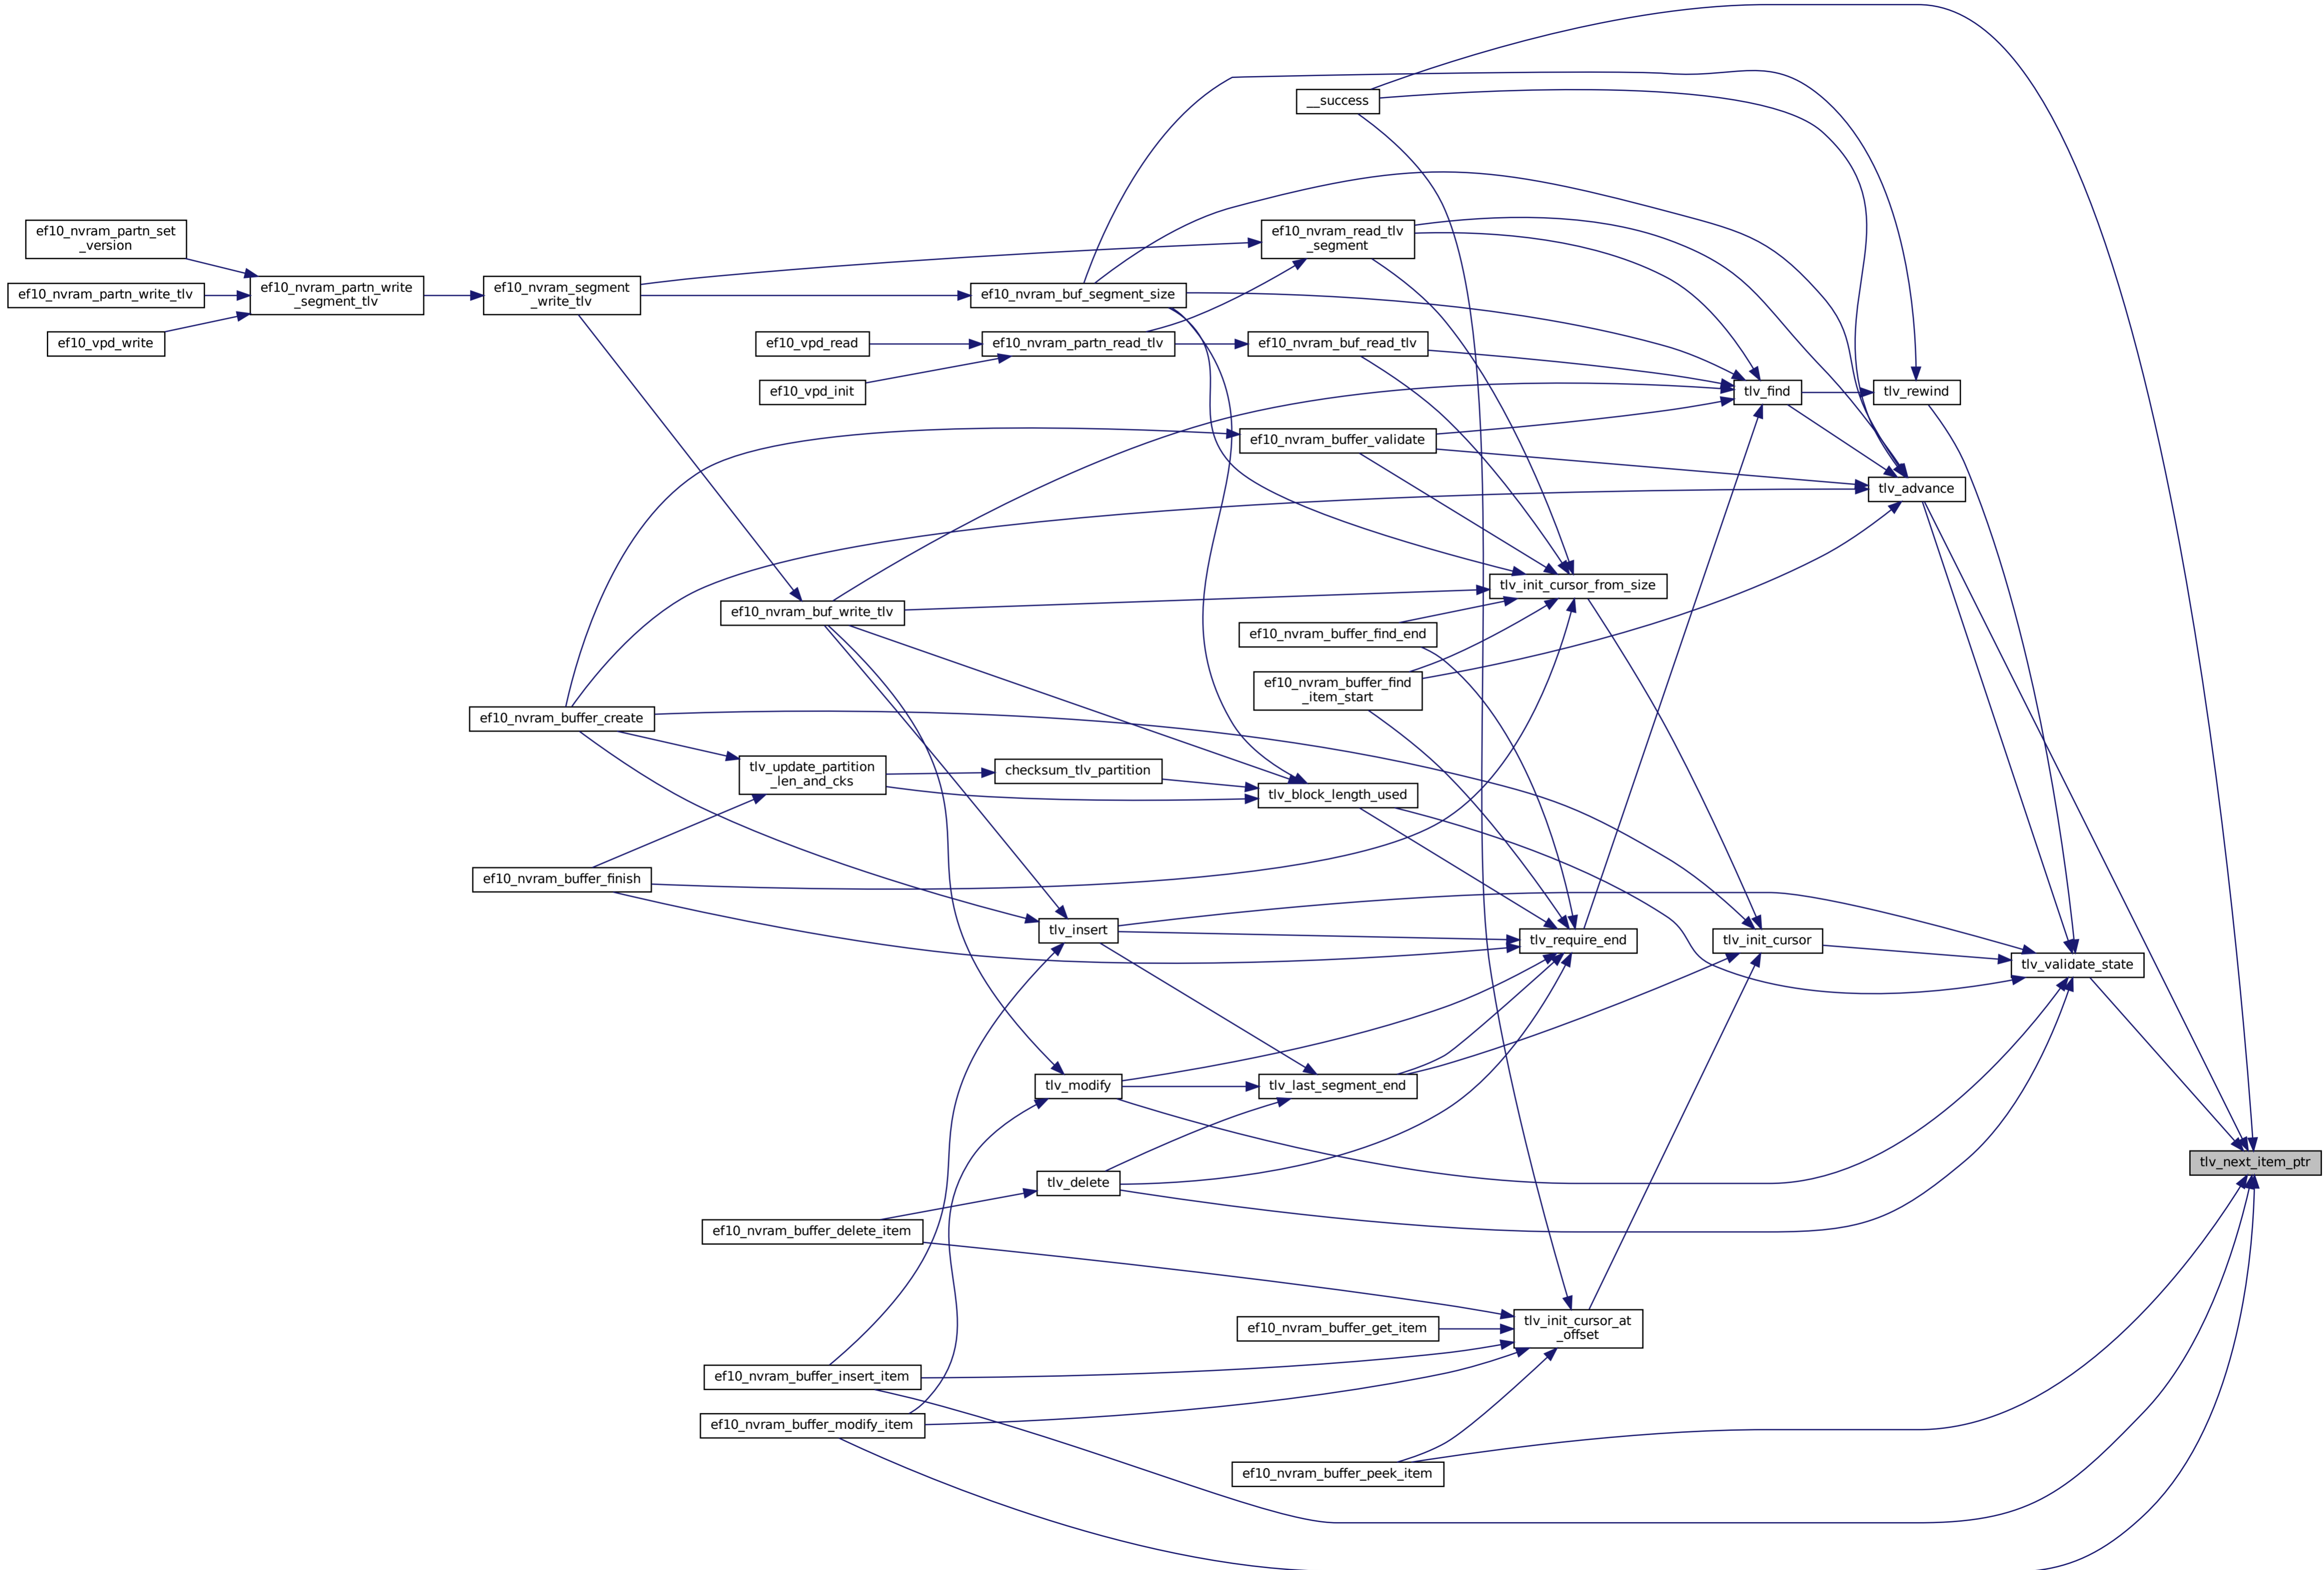 __success
ef10_nvram_partn_set
_version
ef10_nvram_read_tlv
_segment
ef10_nvram_partn_write_tlv
ef10_nvram_partn_write
_segment_tlv
ef10_nvram_segment
_write_tlv
ef10_nvram_buf_segment_size
ef10_vpd_write
ef10_vpd_read
ef10_nvram_partn_read_tlv
ef10_nvram_buf_read_tlv
ef10_vpd_init
tlv_find
tlv_rewind
ef10_nvram_buffer_validate
tlv_advance
tlv_init_cursor_from_size
ef10_nvram_buf_write_tlv
ef10_nvram_buffer_find_end
ef10_nvram_buffer_find
_item_start
ef10_nvram_buffer_create
tlv_update_partition
_len_and_cks
checksum_tlv_partition
tlv_block_length_used
ef10_nvram_buffer_finish
tlv_insert
tlv_require_end
tlv_init_cursor
tlv_validate_state
tlv_modify
tlv_last_segment_end
tlv_next_item_ptr
tlv_delete
ef10_nvram_buffer_delete_item
ef10_nvram_buffer_get_item
tlv_init_cursor_at
_offset
ef10_nvram_buffer_insert_item
ef10_nvram_buffer_modify_item
ef10_nvram_buffer_peek_item